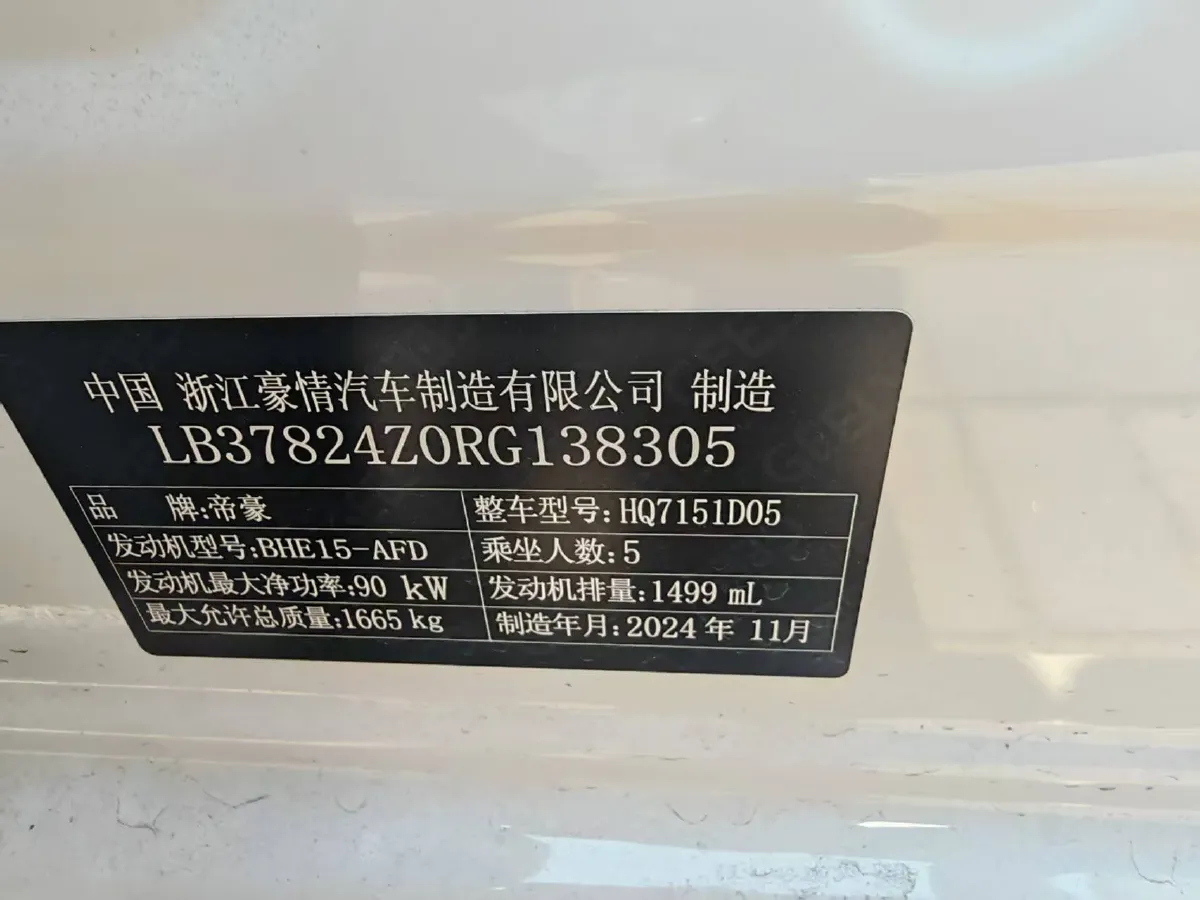 中国 浙江豪情汽车制造有限公司 制造
LB37824Z0RG138305
品 牌:帝豪 整车型号:HQ7151D05
发动机型号:BHE15-AFD 乘坐人数:5
发动机最大净功率:90 kW 发动机排量:1499 mL
最大允许总质量:1665 kg 制造年月:2024 年 11月